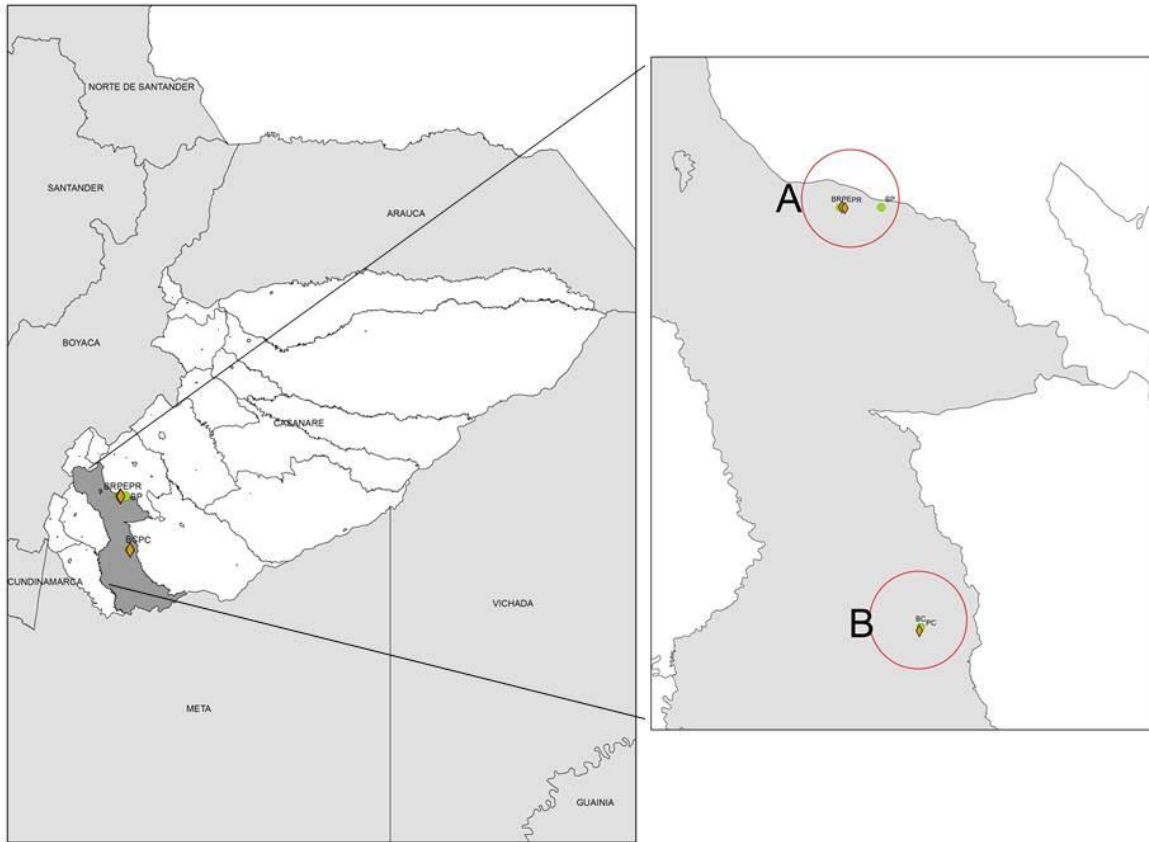 NORTE DE SANTANDER
SANTANDER
ARAUCA
BOYACA
CASANARE
BRPEPR
BP
BCPC
CUNDINAMARCA
VICHADA
META
GUAINIA
A
BRPEPR
BP
B
BC
PC